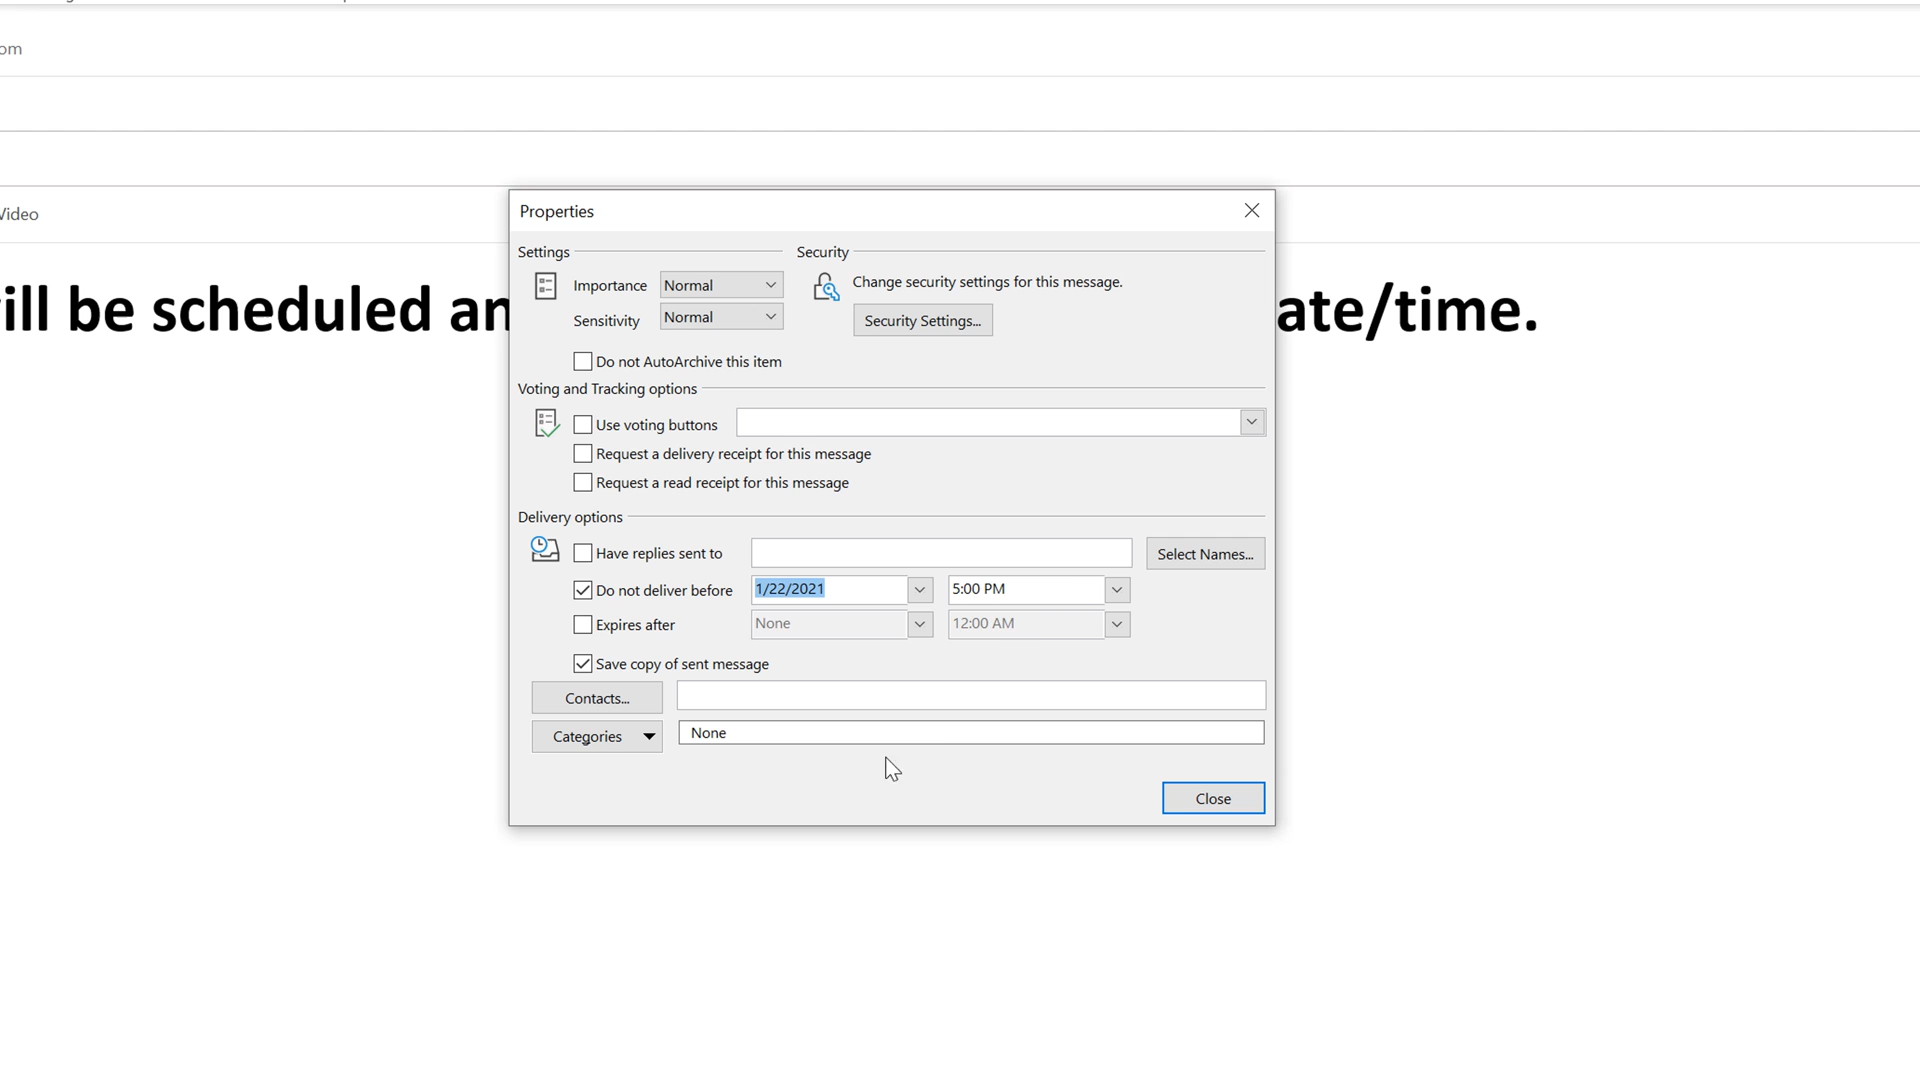 om
Video
ill be scheduled an
ate/time.
Properties
Settings
Security
Importance
Normal
Change security settings for this message.
Sensitivity
Normal
Security Settings...
Do not AutoArchive this item
Voting and Tracking options
Use voting buttons
Request a delivery receipt for this message
Request a read receipt for this message
Delivery options
Have replies sent to
Select Names...
Do not deliver before
1/22/2021
5:00 PM
Expires after
None
12:00 AM
Save copy of sent message
Contacts...
Categories
None
Close